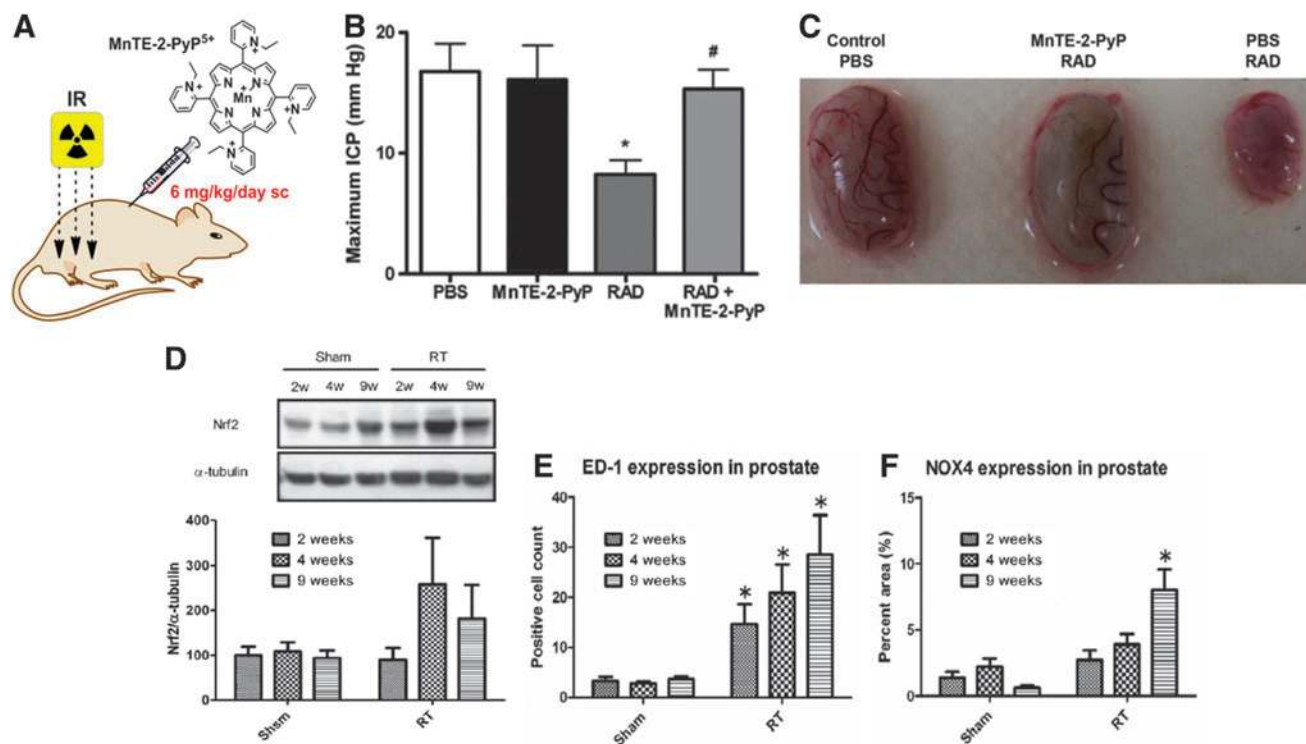 A
MnTE-2-PyP5+
IR
6 mg/kg/day sc
N
+
N
+
N
N
+
Mn
N
N
+
N
N
+
B
Maximum ICP (mm Hg)
20
10
0
*
#
PBS
MnTE-2-PyP
RAD
RAD +
MnTE-2-PyP
C
Control
PBS
MnTE-2-PyP
RAD
PBS
RAD
D
Sham
RT
2w 4w 9w 2w 4w 9w
Nrf2
α-tubulin
Nrf2/α-tubulin
400
300
200
100
0
2 weeks
4 weeks
9 weeks
Shsm
RT
E
ED-1 expression in prostate
Positive cell count
40
30
20
10
0
2 weeks
4 weeks
9 weeks
*
*
*
Sham
RT
F
NOX4 expression in prostate
Percent area (%)
15
10
5
0
2 weeks
4 weeks
9 weeks
*
Sham
RT